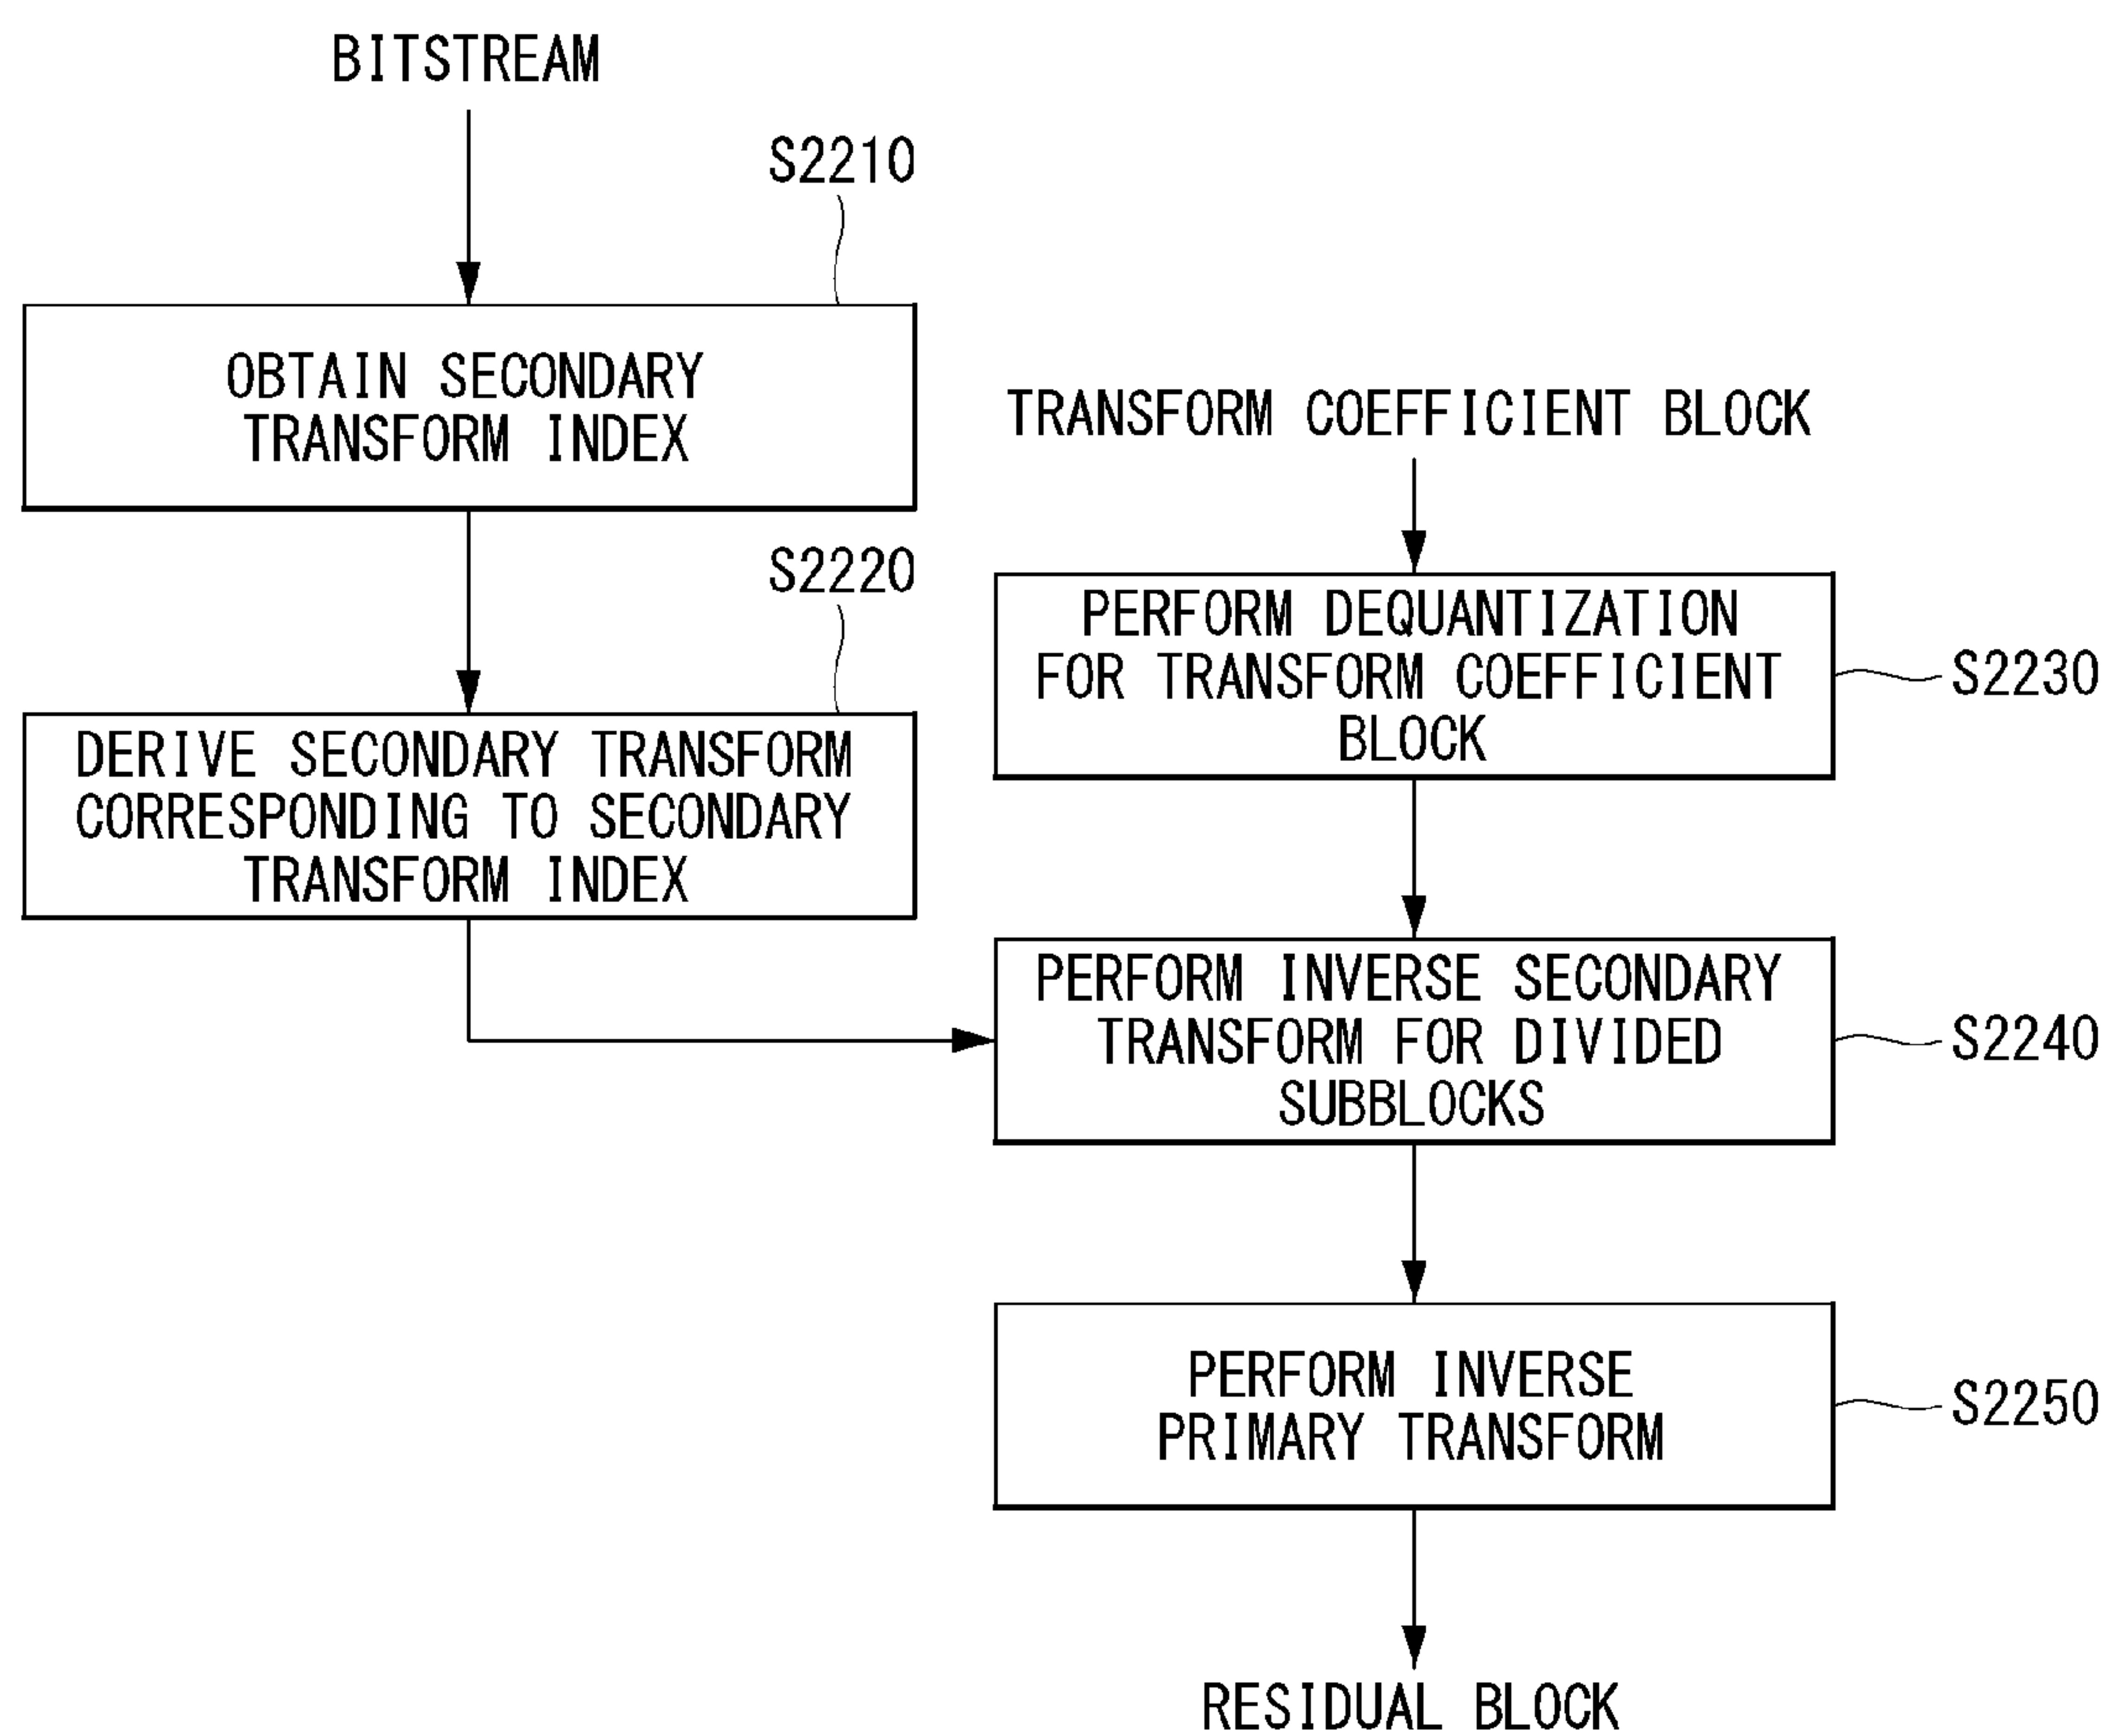 BITSTREAM
S2210
OBTAIN SECONDARY
TRANSFORM INDEX
S2220
DERIVE SECONDARY TRANSFORM
CORRESPONDING TO SECONDARY
TRANSFORM INDEX
TRANSFORM COEFFICIENT BLOCK
PERFORM DEQUANTIZATION
FOR TRANSFORM COEFFICIENT
BLOCK
S2230
PERFORM INVERSE SECONDARY
TRANSFORM FOR DIVIDED
SUBBLOCKS
S2240
PERFORM INVERSE
PRIMARY TRANSFORM
S2250
RESIDUAL BLOCK